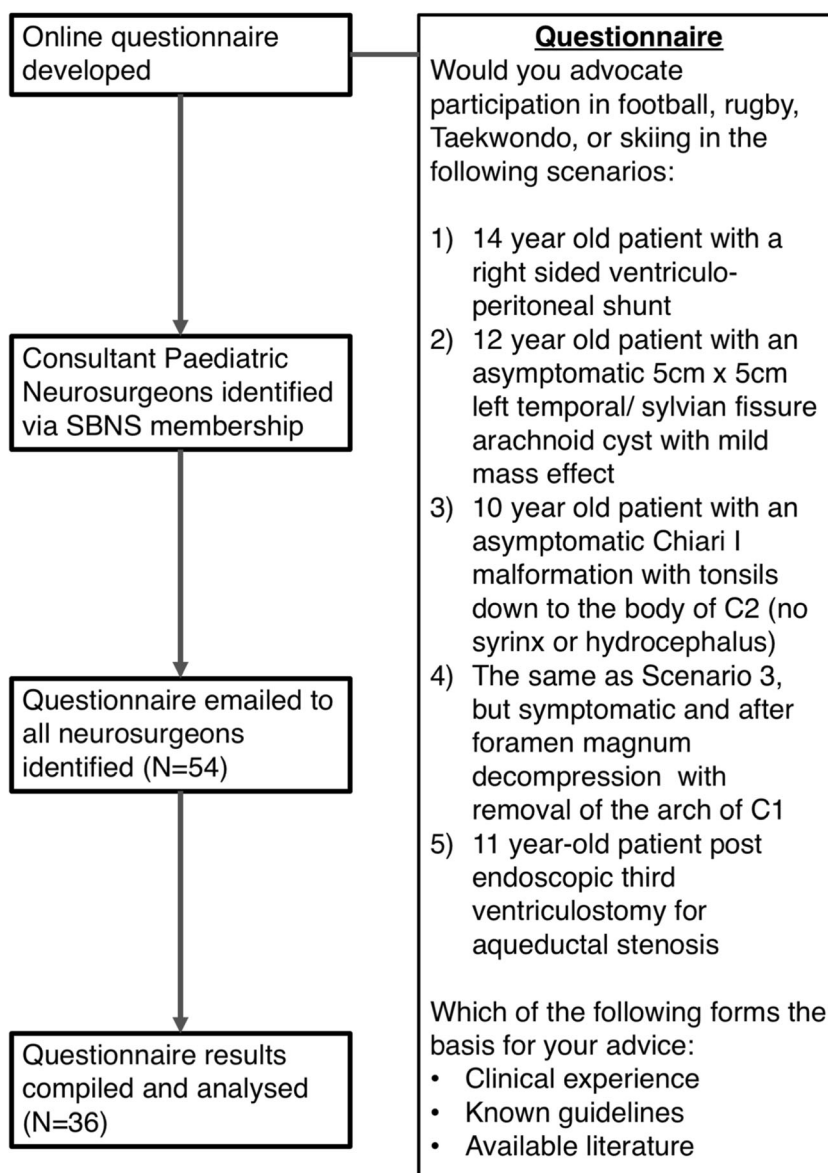 Online questionnaire
developed
Consultant Paediatric
Neurosurgeons identified
via SBNS membership
Questionnaire emailed to
all neurosurgeons
identified (N=54)
Questionnaire results
compiled and analysed
(N=36)
Questionnaire
Would you advocate
participation in football, rugby,
Taekwondo, or skiing in the
following scenarios:
1) 14 year old patient with a
right sided ventriculo-
peritoneal shunt
2) 12 year old patient with an
asymptomatic 5cm x 5cm
left temporal/ sylvian fissure
arachnoid cyst with mild
mass effect
3) 10 year old patient with an
asymptomatic Chiari I
malformation with tonsils
down to the body of C2 (no
syrinx or hydrocephalus)
4) The same as Scenario 3,
but symptomatic and after
foramen magnum
decompression with
removal of the arch of C1
5) 11 year-old patient post
endoscopic third
ventriculostomy for
aqueductal stenosis
Which of the following forms the
basis for your advice:
• Clinical experience
• Known guidelines
• Available literature